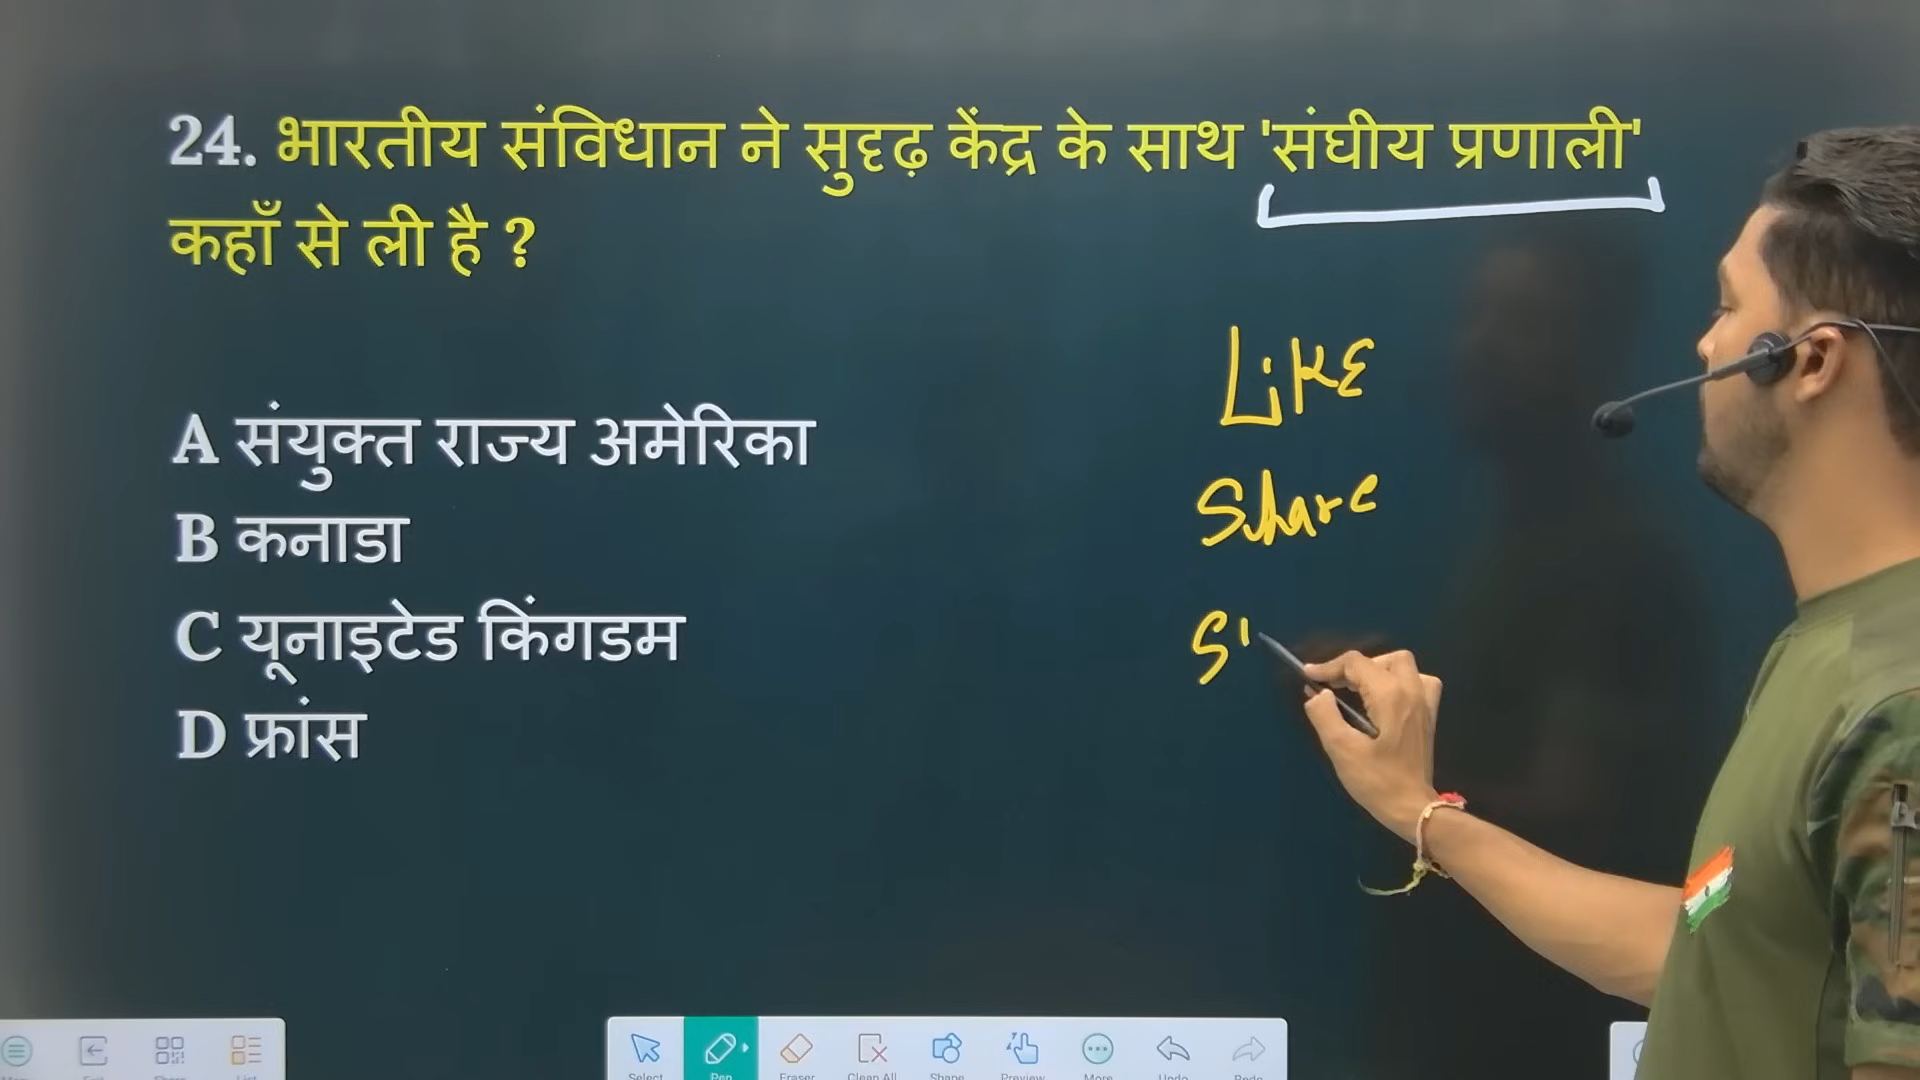 24. भारतीय संविधान ने सुदृढ़ केंद्र के साथ 'संघीय प्रणाली'
कहाँ से ली है ?
Like
A संयुक्त राज्य अमेरिका
Share
B कनाडा
C यूनाइटेड किंगडम
D फ्रांस
Select
Pen
Eraser
Clean All
Shape
Preview
More
Undo
Redo